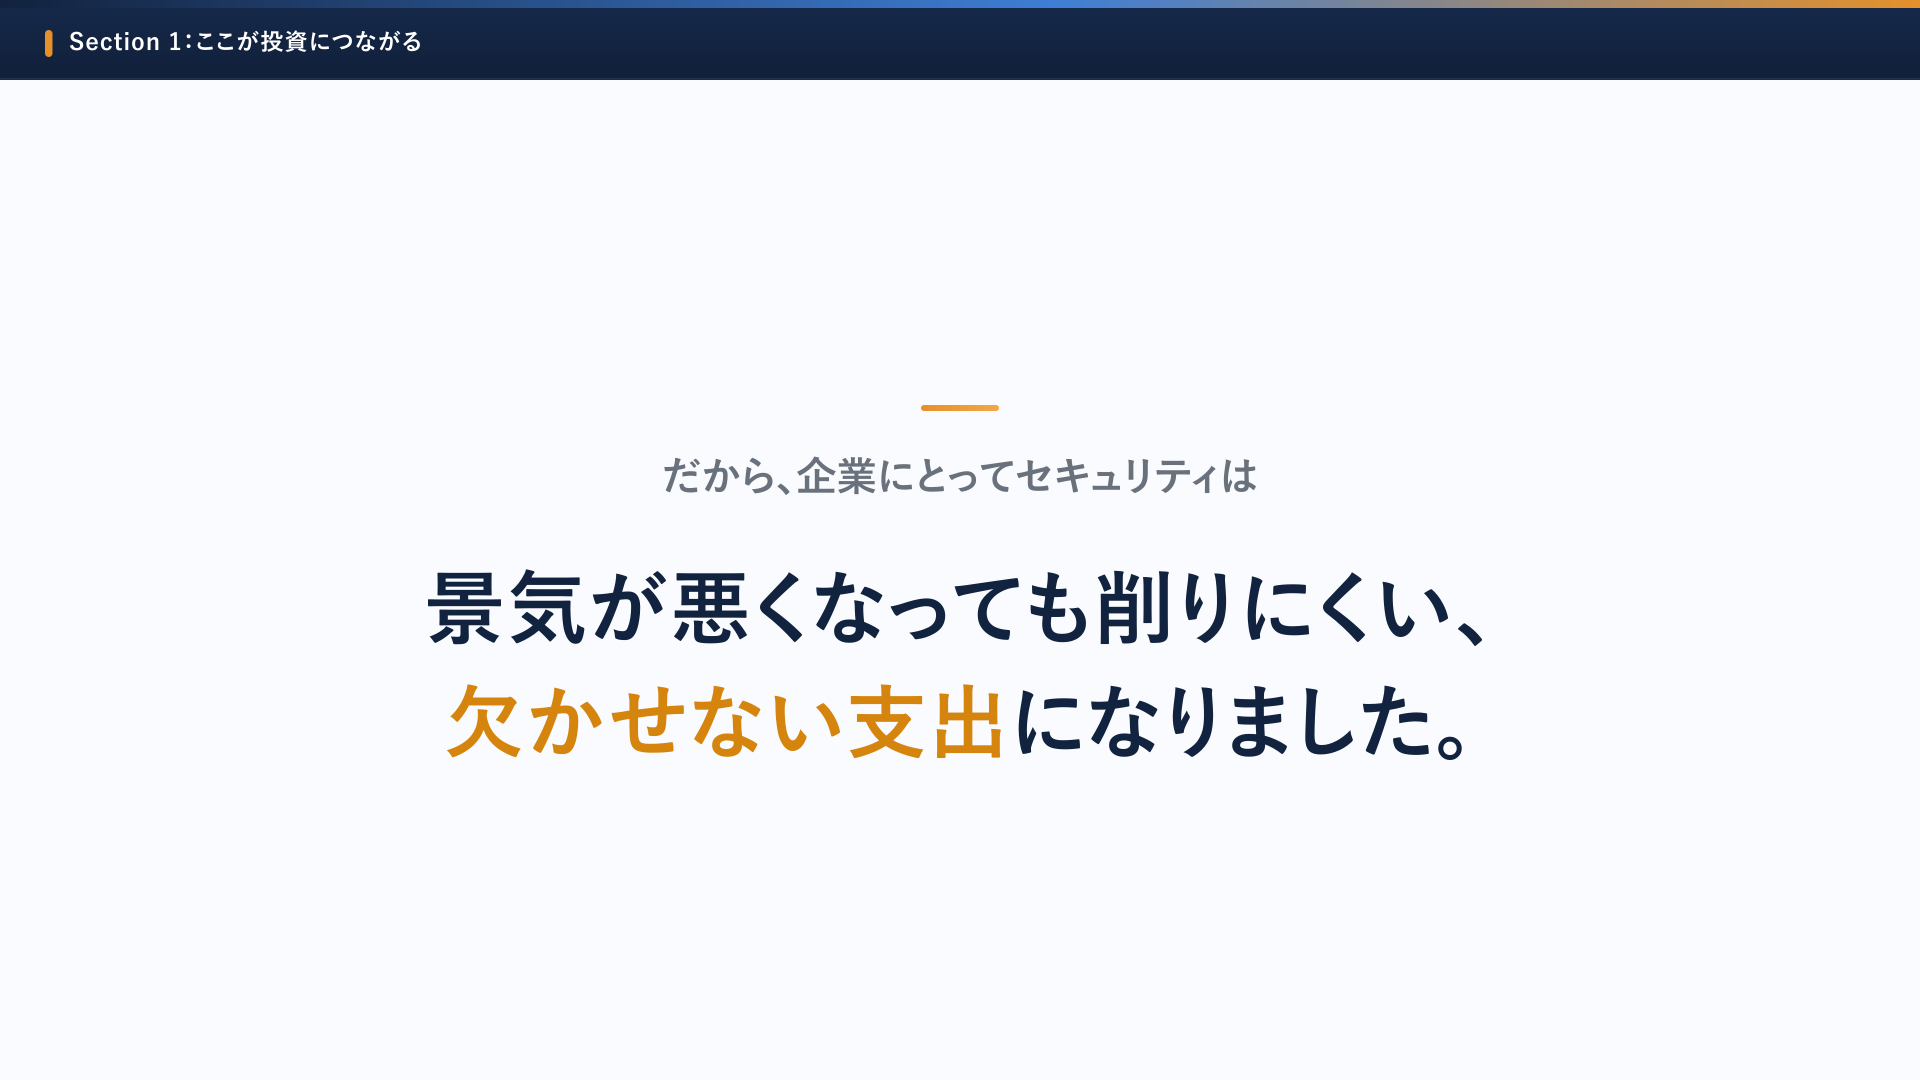 Section 1：ここが投資につながる
だから、企業にとってセキュリティは
景気が悪くなっても削りにくい、
欠かせない支出になりました。